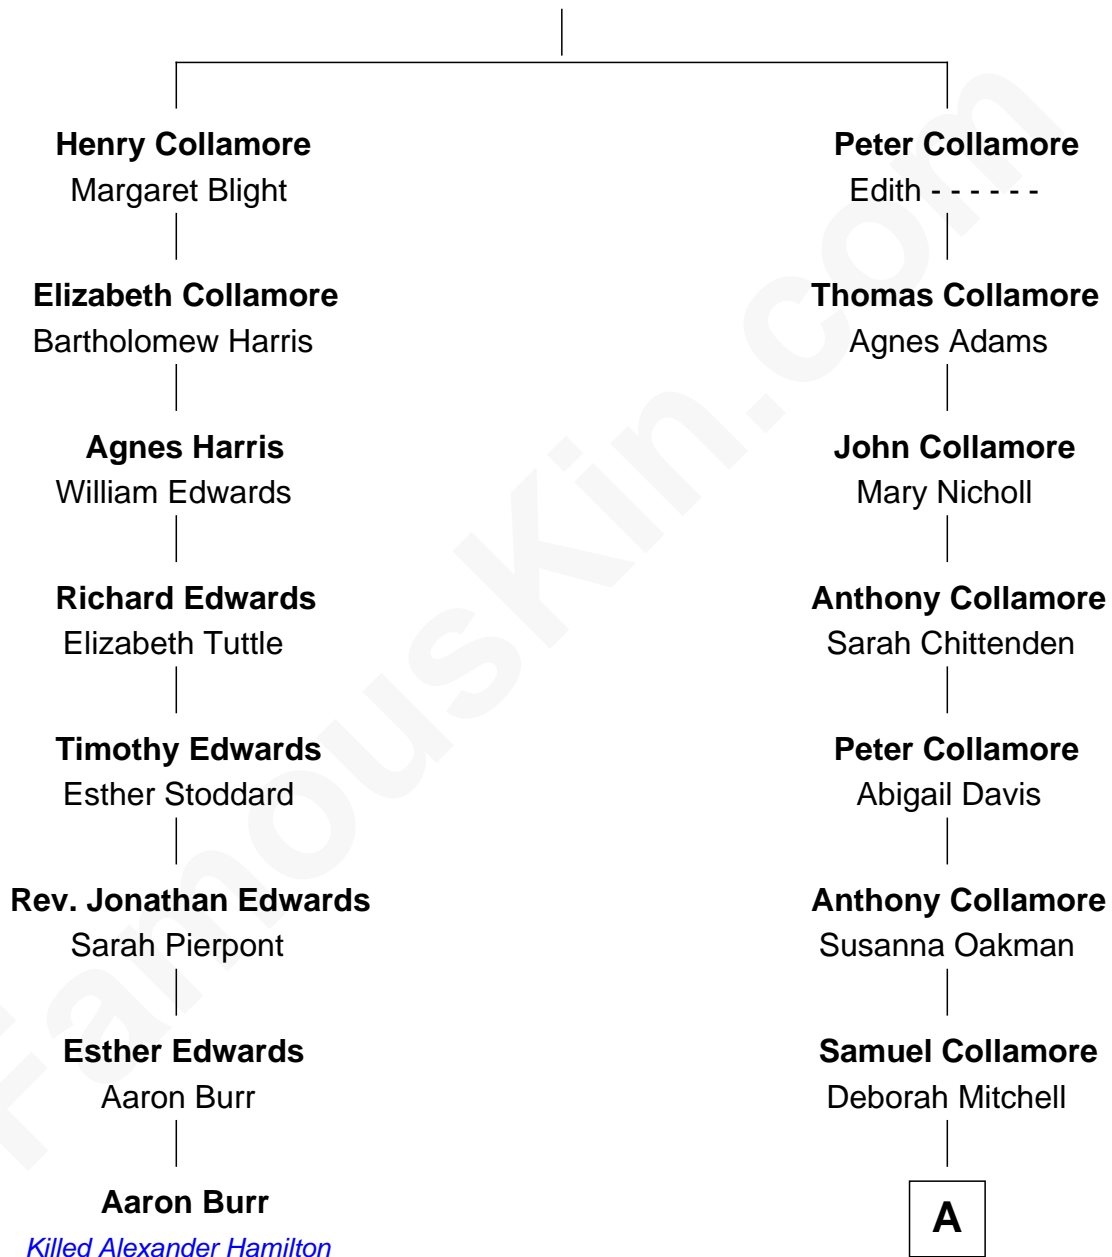 Henry Collamore
Margaret Blight
Elizabeth Collamore
Bartholomew Harris
Agnes Harris
William Edwards
Richard Edwards
Elizabeth Tuttle
Timothy Edwards
Esther Stoddard
Rev. Jonathan Edwards
Sarah Pierpont
Esther Edwards
Aaron Burr
Aaron Burr
Killed Alexander Hamilton
Peter Collamore
Edith - - - - - -
Thomas Collamore
Agnes Adams
John Collamore
Mary Nicholl
Anthony Collamore
Sarah Chittenden
Peter Collamore
Abigail Davis
Anthony Collamore
Susanna Oakman
Samuel Collamore
Deborah Mitchell
A
FamousKin.com